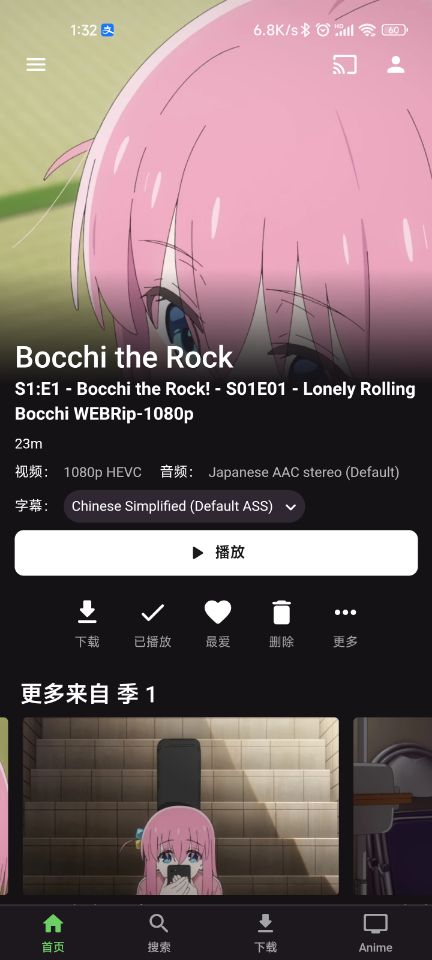 1:32 支 6.8K/s HD 60
Bocchi the Rock
S1:E1 - Bocchi the Rock! - S01E01 - Lonely Rolling
Bocchi WEBRip-1080p
23m
视频： 1080p HEVC 音频： Japanese AAC stereo (Default)
字幕： Chinese Simplified (Default ASS)
播放
下载 已播放 最爱 删除 更多
更多来自 季 1
首页 搜索 下载 Anime